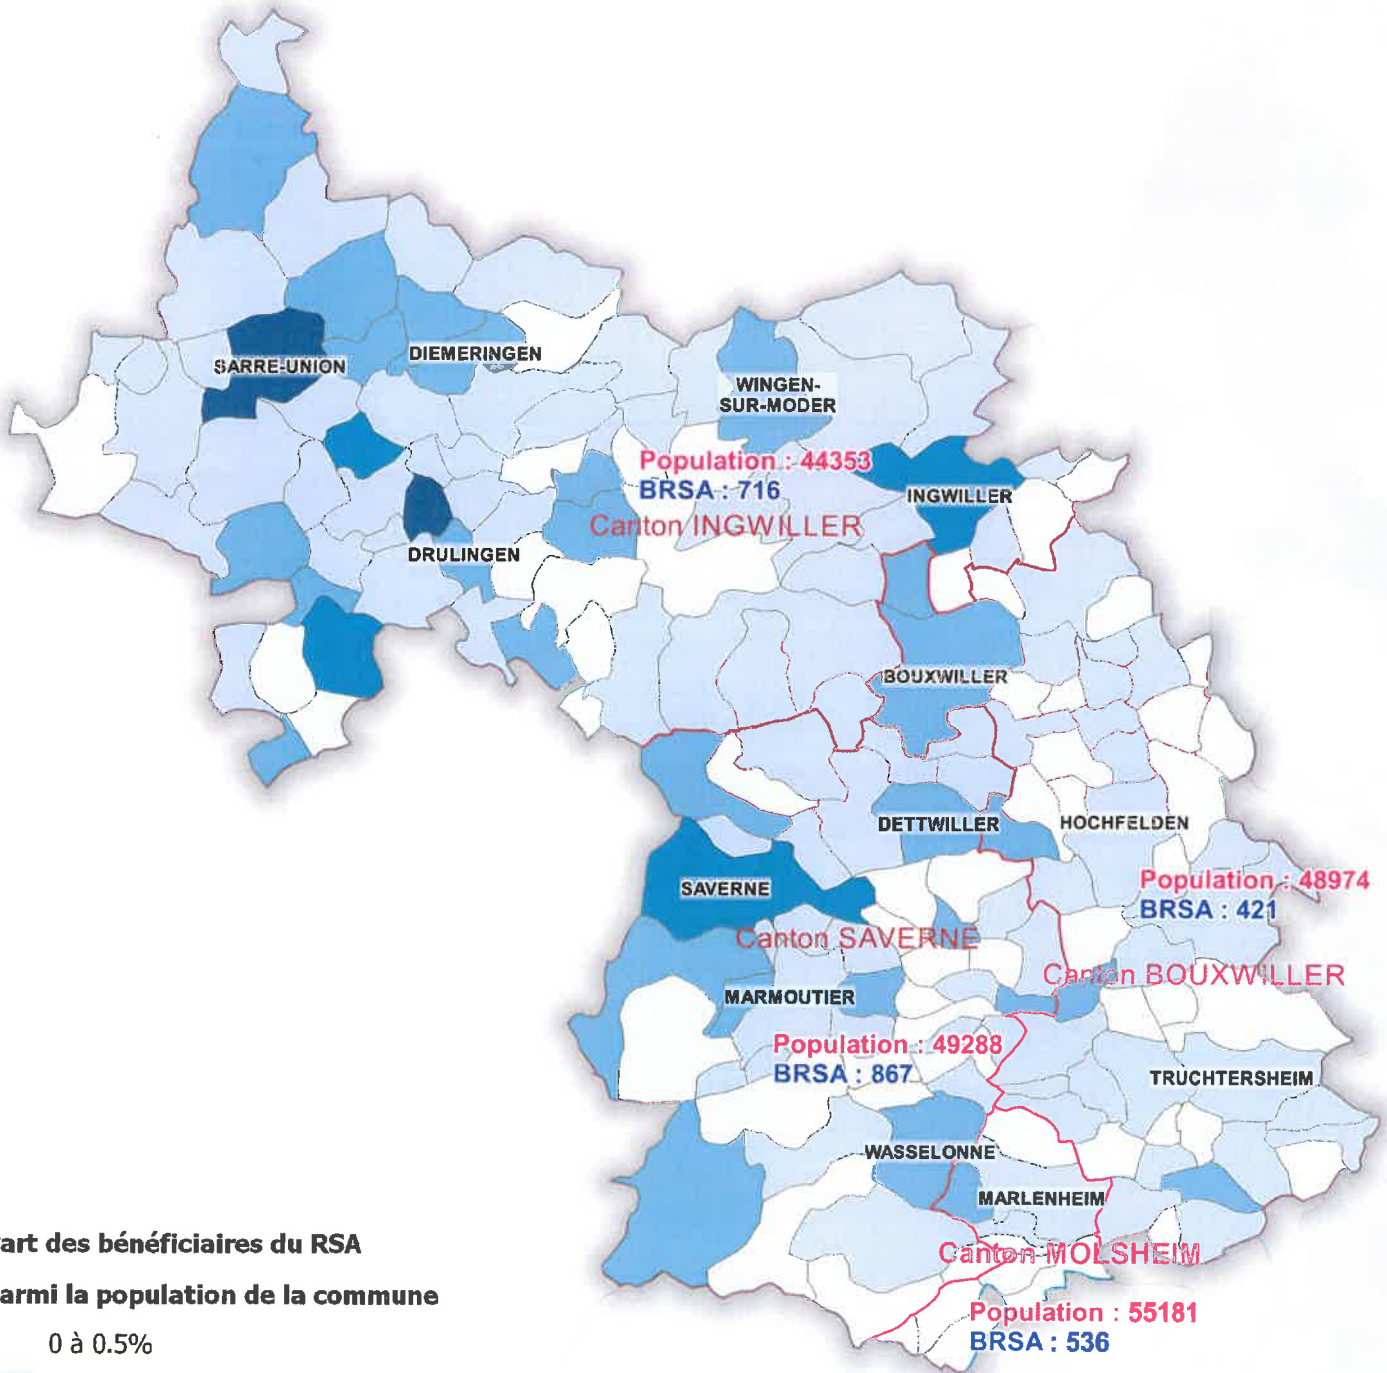 SARRE-UNION
DIEMERINGEN
WINGEN-
SUR-MODER
Population : 44353
BRSA : 716
Canton INGWILLER
INGWILLER
DRULINGEN
BOUXWILLER
DETTWILLER
HOCHFELDEN
SAVERNE
Population : 48974
BRSA : 421
Canton SAVERNE
Canton BOUXWILLER
MARMOUTIER
Population : 49288
BRSA : 867
TRUCHTERSHEIM
WASSELONNE
MARLENHEIM
Canton MOLSHEIM
Population : 55181
BRSA : 536
art des bénéficiaires du RSA
armi la population de la commune
0 à 0.5%